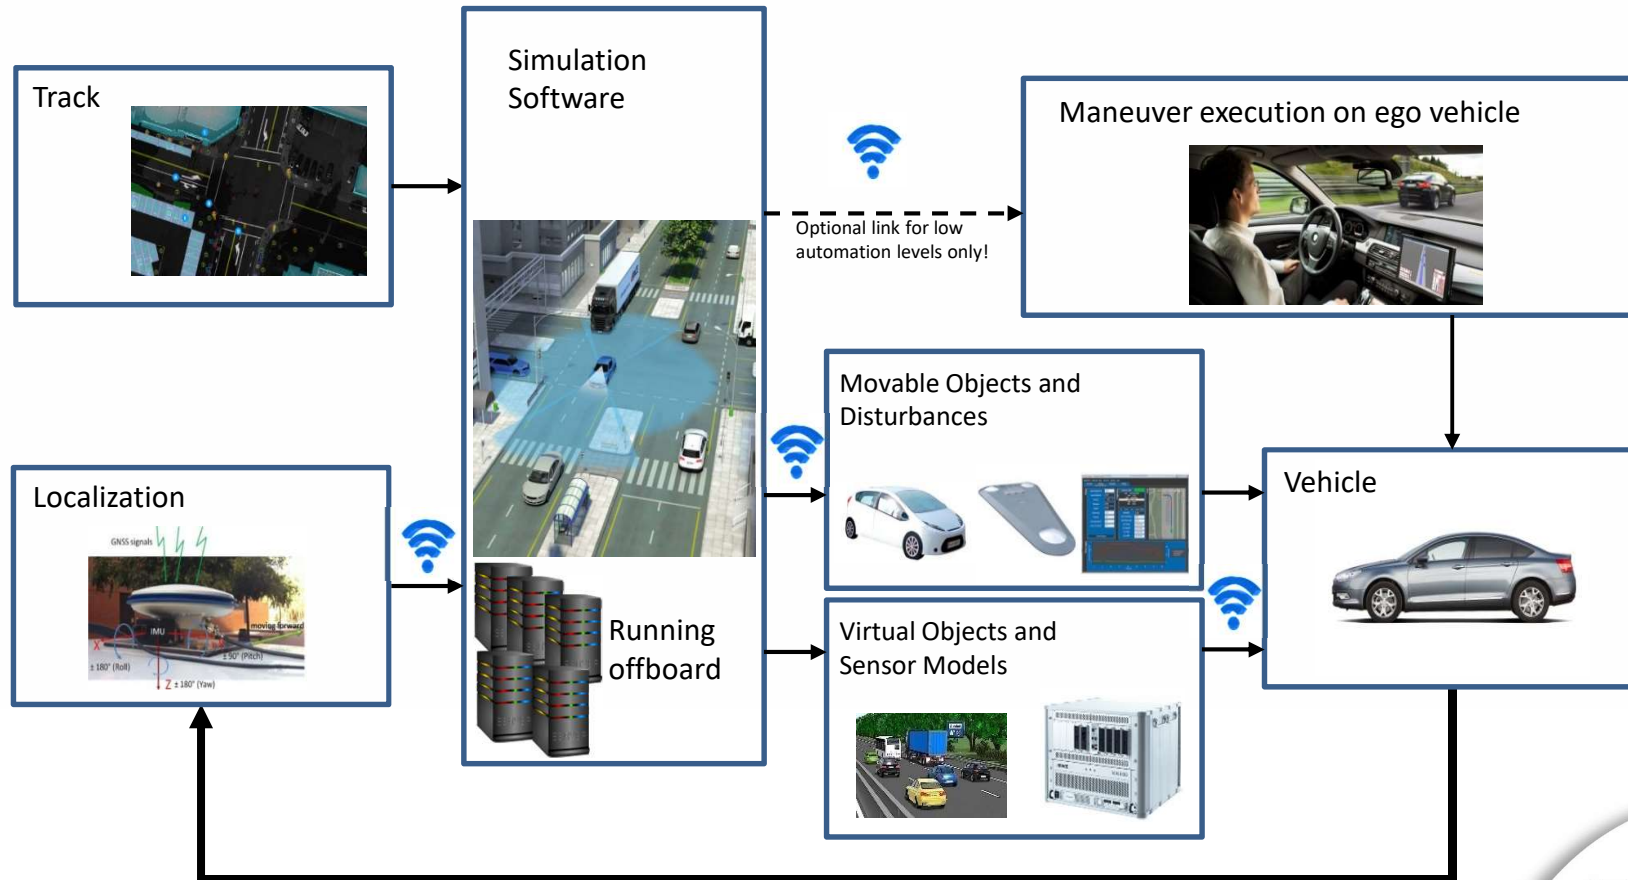 Track
Simulation
Software
Maneuver execution on ego vehicle
Optional link for low
automation levels only!
Movable Objects and
Disturbances
Vehicle
Localization
GNSS signals
IMU
moving forward
X
± 180° (Roll)
± 90° (Pitch)
Z ± 180° (Yaw)
Running
offboard
Virtual Objects and
Sensor Models